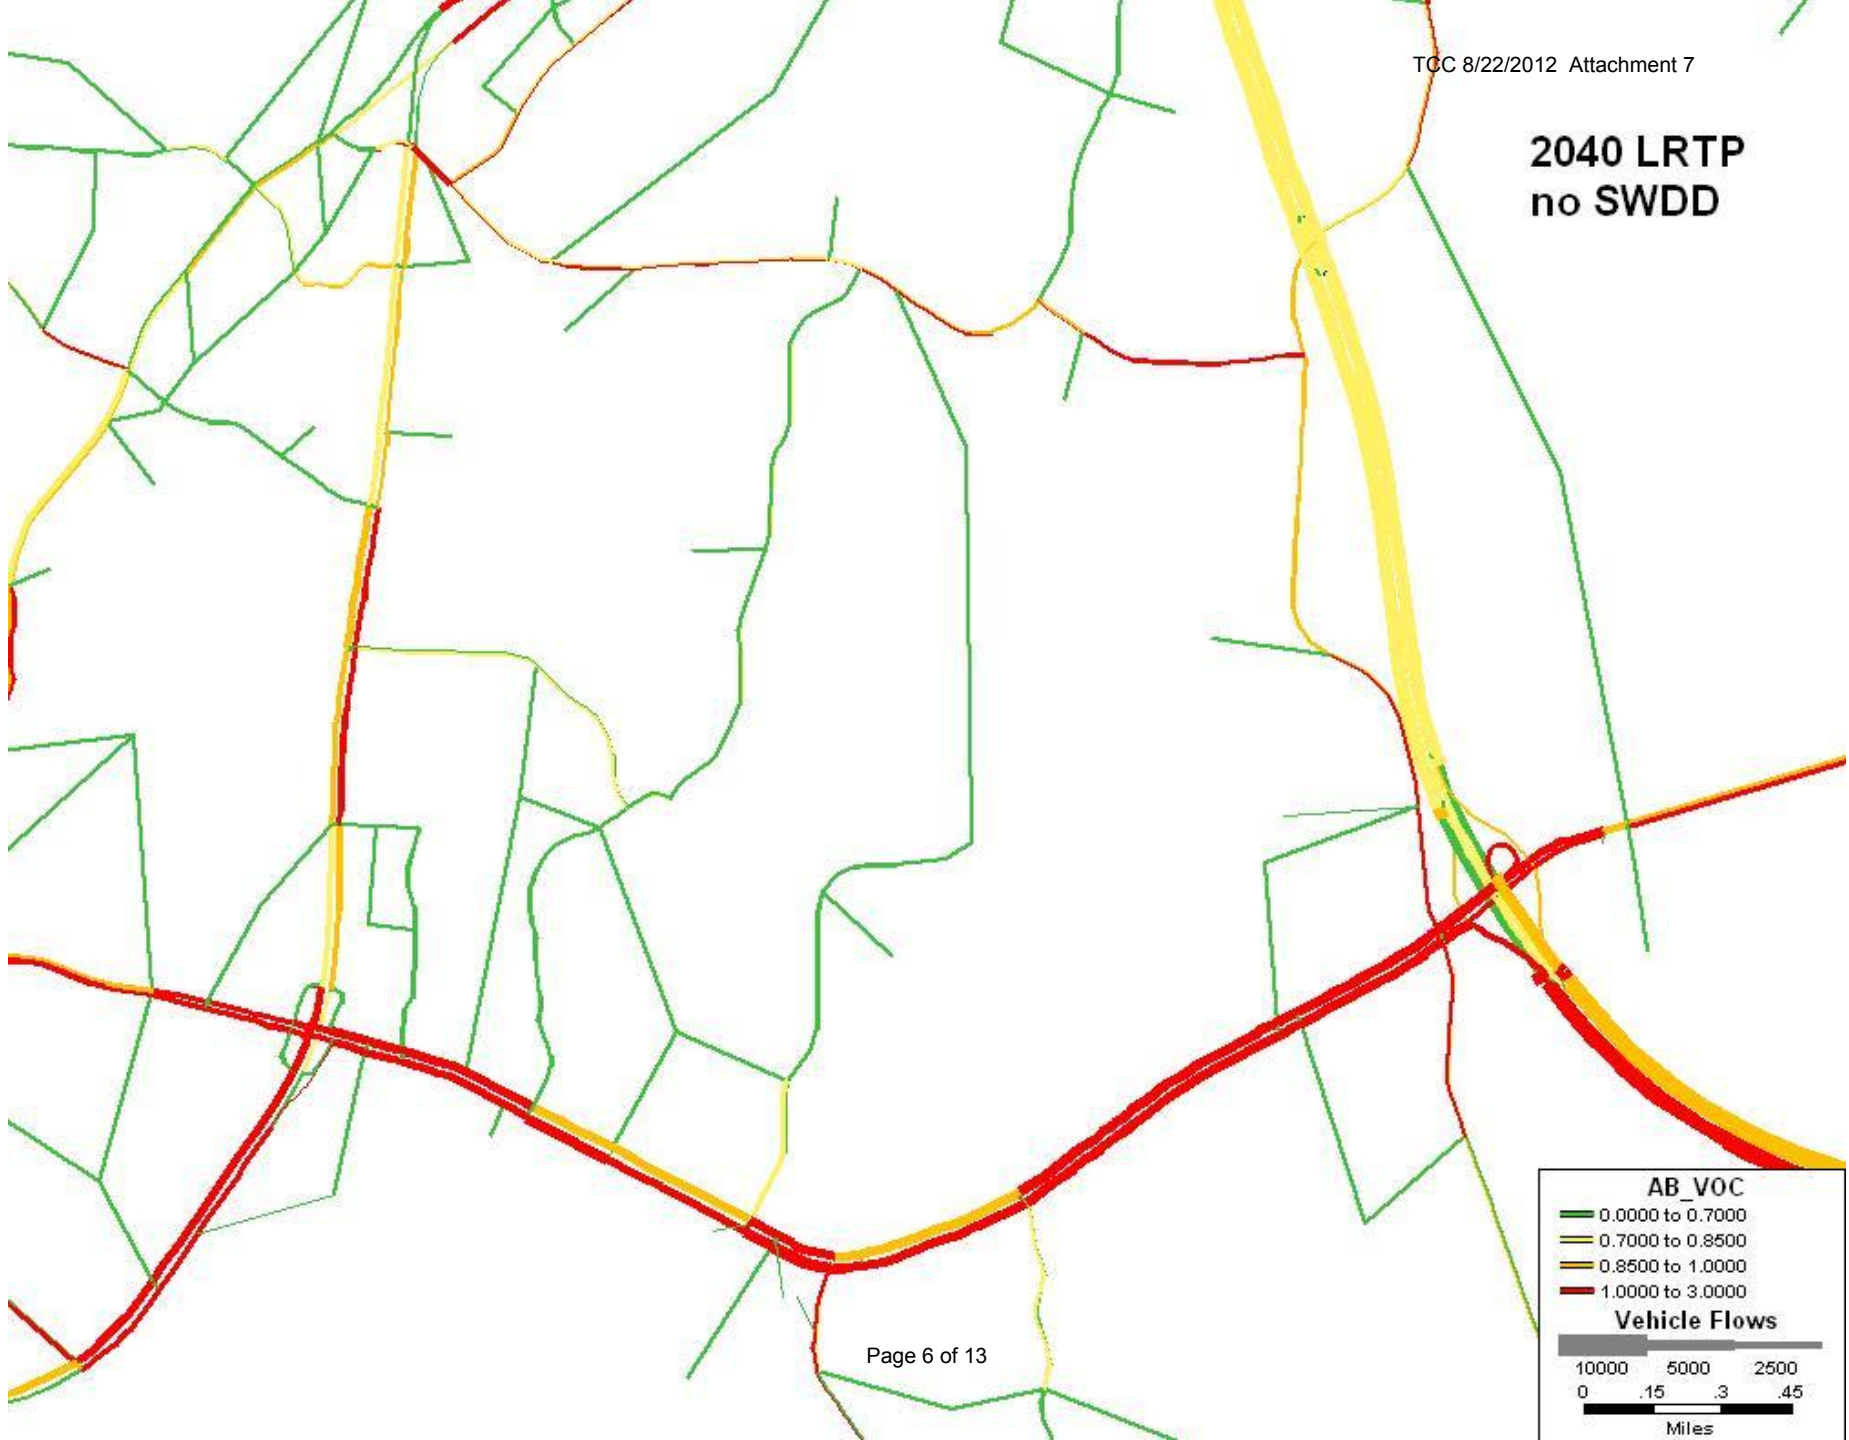 TCC 8/22/2012 Attachment 7
2040 LRTP
no SWDD
AB_VOC
0.0000 to 0.7000
0.7000 to 0.8500
0.8500 to 1.0000
1.0000 to 3.0000
Vehicle Flows
10000 5000 2500
0 .15 .3 .45
Miles
Page 6 of 13